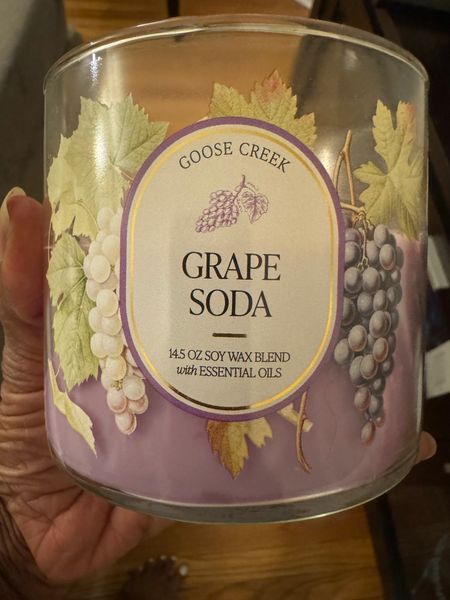 GOOSE CREEK
GRAPE
SODA
14.5 OZ SOY WAX BLEND
with ESSENTIAL OILS